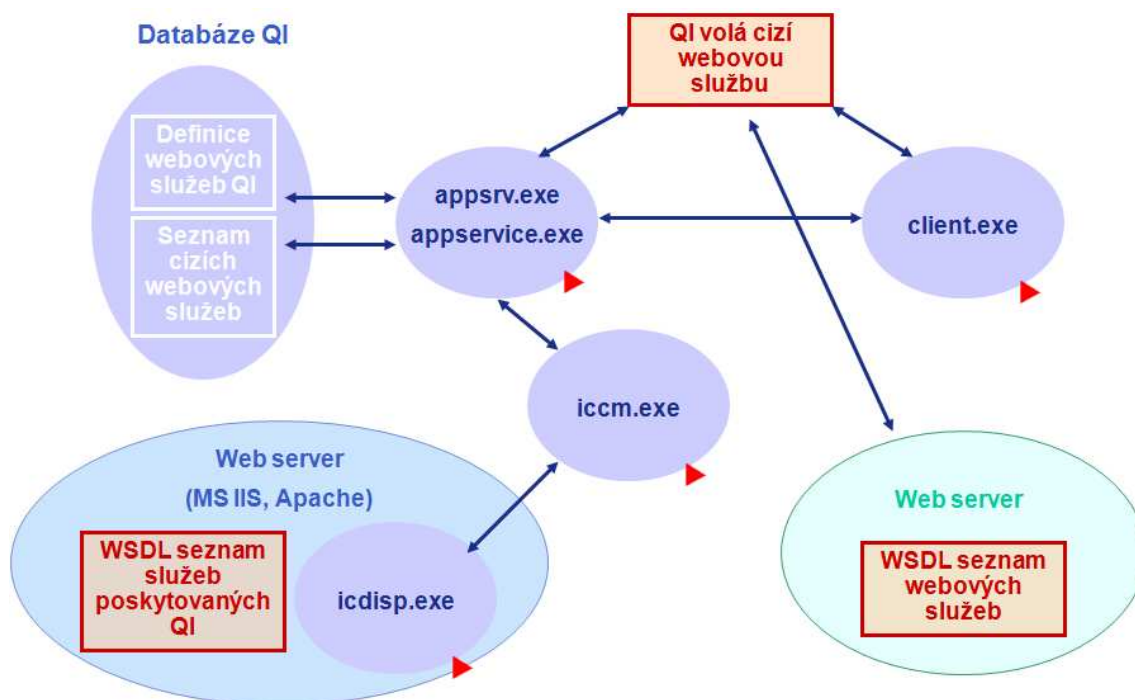 Databáze QI
QI volá cizí
webovou
službu
Definice
webových
služeb QI
Seznam
cizích
webových
služeb
appsrv.exe
appservice.exe
client.exe
iccm.exe
Web server
(MS IIS, Apache)
WSDL seznam
služeb
poskytovaných
QI
icdisp.exe
Web server
WSDL seznam
webových
služeb